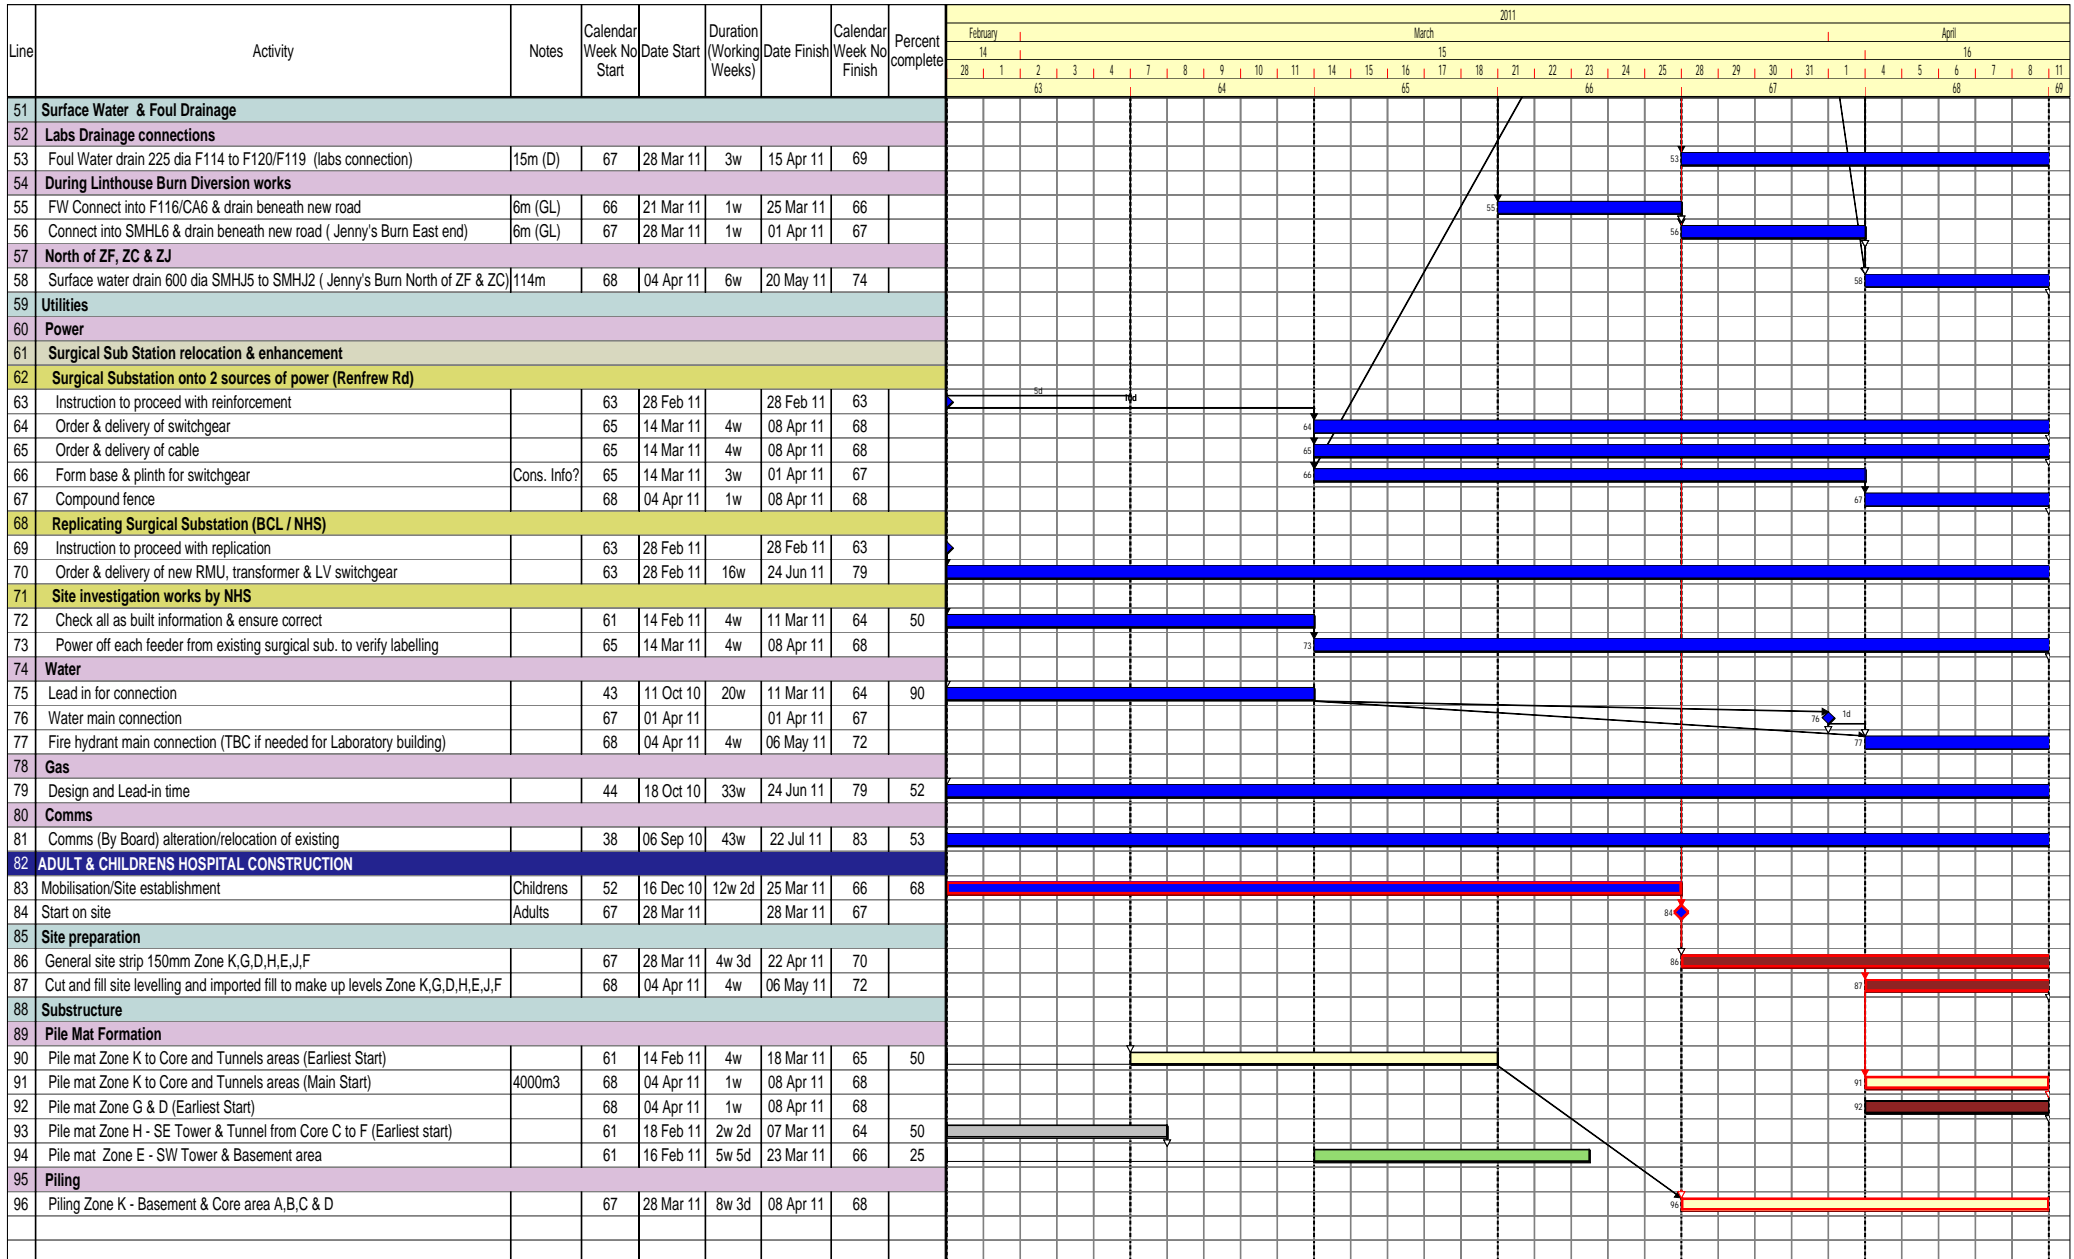 2011
February March April
14 15 16
28 1 2 3 4 7 8 9 10 11 14 15 16 17 18 21 22 23 24 25 28 29 30 31 1 4 5 6 7 8 11
63 64 65 66 67 68 69
Line Activity Notes Calendar Week No Start Date Start Duration (Working Weeks) Date Finish Calendar Week No Finish Percent complete
51 Surface Water & Foul Drainage
52 Labs Drainage connections
53 Foul Water drain 225 dia F114 to F120/F119 (labs connection) 15m (D) 67 28 Mar 11 3w 15 Apr 11 69 53
54 During Linthouse Burn Diversion works
55 FW Connect into F116/CA6 & drain beneath new road 6m (GL) 66 21 Mar 11 1w 25 Mar 11 66 55
56 Connect into SMHL6 & drain beneath new road ( Jenny's Burn East end) 6m (GL) 67 28 Mar 11 1w 01 Apr 11 67 56
57 North of ZF, ZC & ZJ
58 Surface water drain 600 dia SMHJ5 to SMHJ2 ( Jenny's Burn North of ZF & ZC) 114m 68 04 Apr 11 6w 20 May 11 74 58
59 Utilities
60 Power
61 Surgical Sub Station relocation & enhancement
62 Surgical Substation onto 2 sources of power (Renfrew Rd)
63 Instruction to proceed with reinforcement 63 28 Feb 11 28 Feb 11 63 5d 10d
64 Order & delivery of switchgear 65 14 Mar 11 4w 08 Apr 11 68 64
65 Order & delivery of cable 65 14 Mar 11 4w 08 Apr 11 68 65
66 Form base & plinth for switchgear Cons. Info? 65 14 Mar 11 3w 01 Apr 11 67 66
67 Compound fence 68 04 Apr 11 1w 08 Apr 11 68 67
68 Replicating Surgical Substation (BCL / NHS)
69 Instruction to proceed with replication 63 28 Feb 11 28 Feb 11 63
70 Order & delivery of new RMU, transformer & LV switchgear 63 28 Feb 11 16w 24 Jun 11 79
71 Site investigation works by NHS
72 Check all as built information & ensure correct 61 14 Feb 11 4w 11 Mar 11 64 50
73 Power off each feeder from existing surgical sub. to verify labelling 65 14 Mar 11 4w 08 Apr 11 68 73
74 Water
75 Lead in for connection 43 11 Oct 10 20w 11 Mar 11 64 90
76 Water main connection 67 01 Apr 11 01 Apr 11 67 76 1d
77 Fire hydrant main connection (TBC if needed for Laboratory building) 68 04 Apr 11 4w 06 May 11 72 77
78 Gas
79 Design and Lead-in time 44 18 Oct 10 33w 24 Jun 11 79 52
80 Comms
81 Comms (By Board) alteration/relocation of existing 38 06 Sep 10 43w 22 Jul 11 83 53
82 ADULT & CHILDRENS HOSPITAL CONSTRUCTION
83 Mobilisation/Site establishment Childrens 52 16 Dec 10 12w 2d 25 Mar 11 66 68
84 Start on site Adults 67 28 Mar 11 28 Mar 11 67 84
85 Site preparation
86 General site strip 150mm Zone K,G,D,H,E,J,F 67 28 Mar 11 4w 3d 22 Apr 11 70 86
87 Cut and fill site levelling and imported fill to make up levels Zone K,G,D,H,E,J,F 68 04 Apr 11 4w 06 May 11 72 87
88 Substructure
89 Pile Mat Formation
90 Pile mat Zone K to Core and Tunnels areas (Earliest Start) 61 14 Feb 11 4w 18 Mar 11 65 50
91 Pile mat Zone K to Core and Tunnels areas (Main Start) 4000m3 68 04 Apr 11 1w 08 Apr 11 68 91
92 Pile mat Zone G & D (Earliest Start) 68 04 Apr 11 1w 08 Apr 11 68 92
93 Pile mat Zone H - SE Tower & Tunnel from Core C to F (Earliest start) 61 18 Feb 11 2w 2d 07 Mar 11 64 50
94 Pile mat Zone E - SW Tower & Basement area 61 16 Feb 11 5w 5d 23 Mar 11 66 25
95 Piling
96 Piling Zone K - Basement & Core area A,B,C & D 67 28 Mar 11 8w 3d 08 Apr 11 68 96